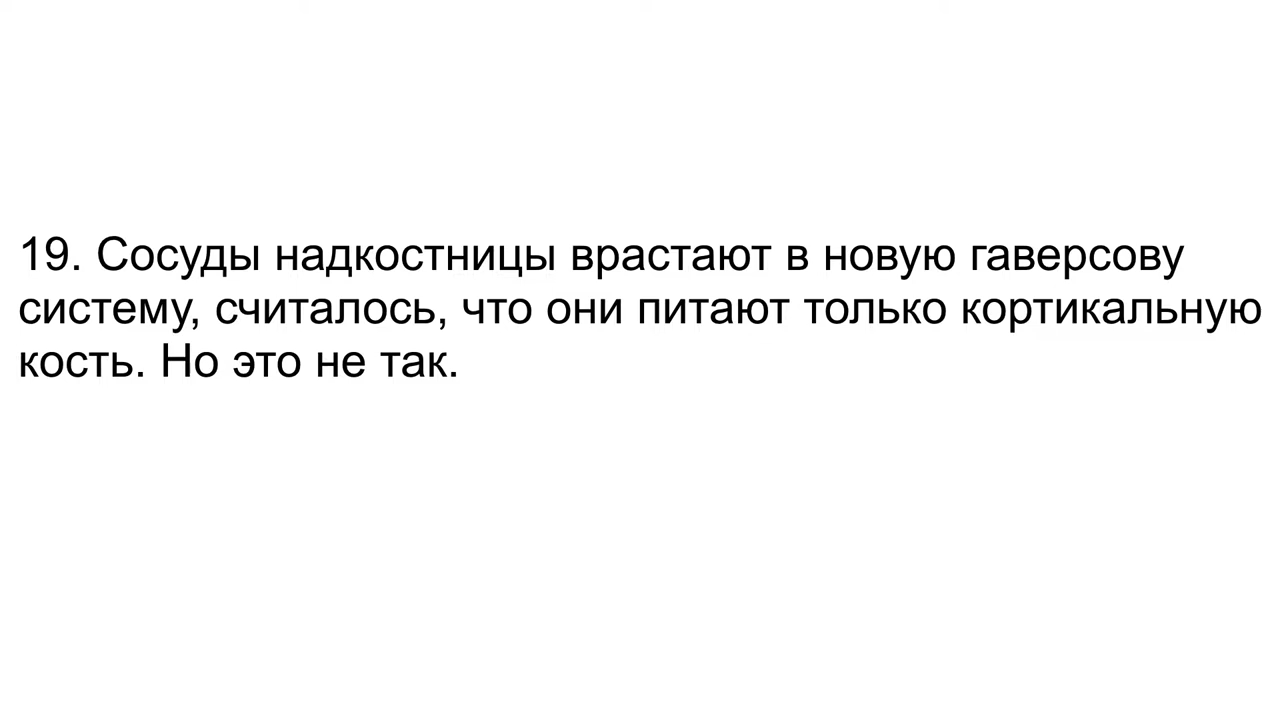 19. Сосуды надкостницы врастают в новую гаверсову
систему, считалось, что они питают только кортикальную
кость. Но это не так.